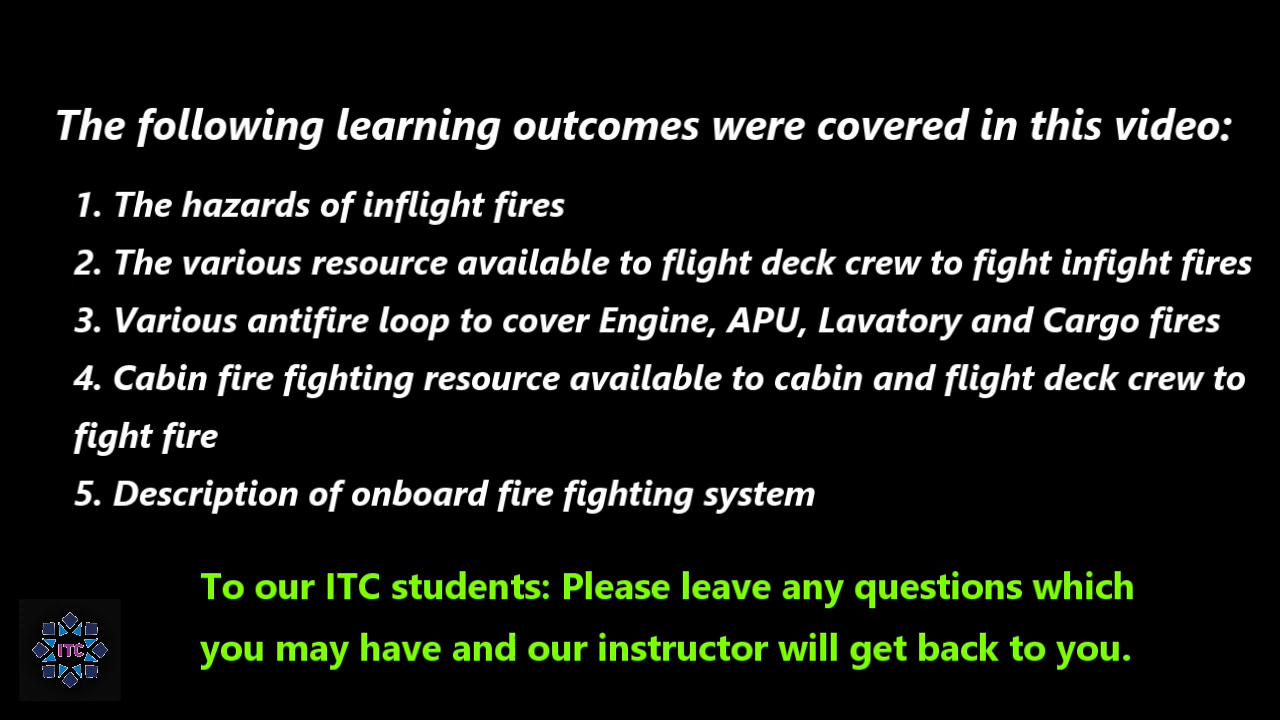 The following learning outcomes were covered in this video:
1. The hazards of inflight fires
2. The various resource available to flight deck crew to fight infight fires
3. Various antifire loop to cover Engine, APU, Lavatory and Cargo fires
4. Cabin fire fighting resource available to cabin and flight deck crew to
fight fire
5. Description of onboard fire fighting system
To our ITC students: Please leave any questions which
you may have and our instructor will get back to you.
ITC